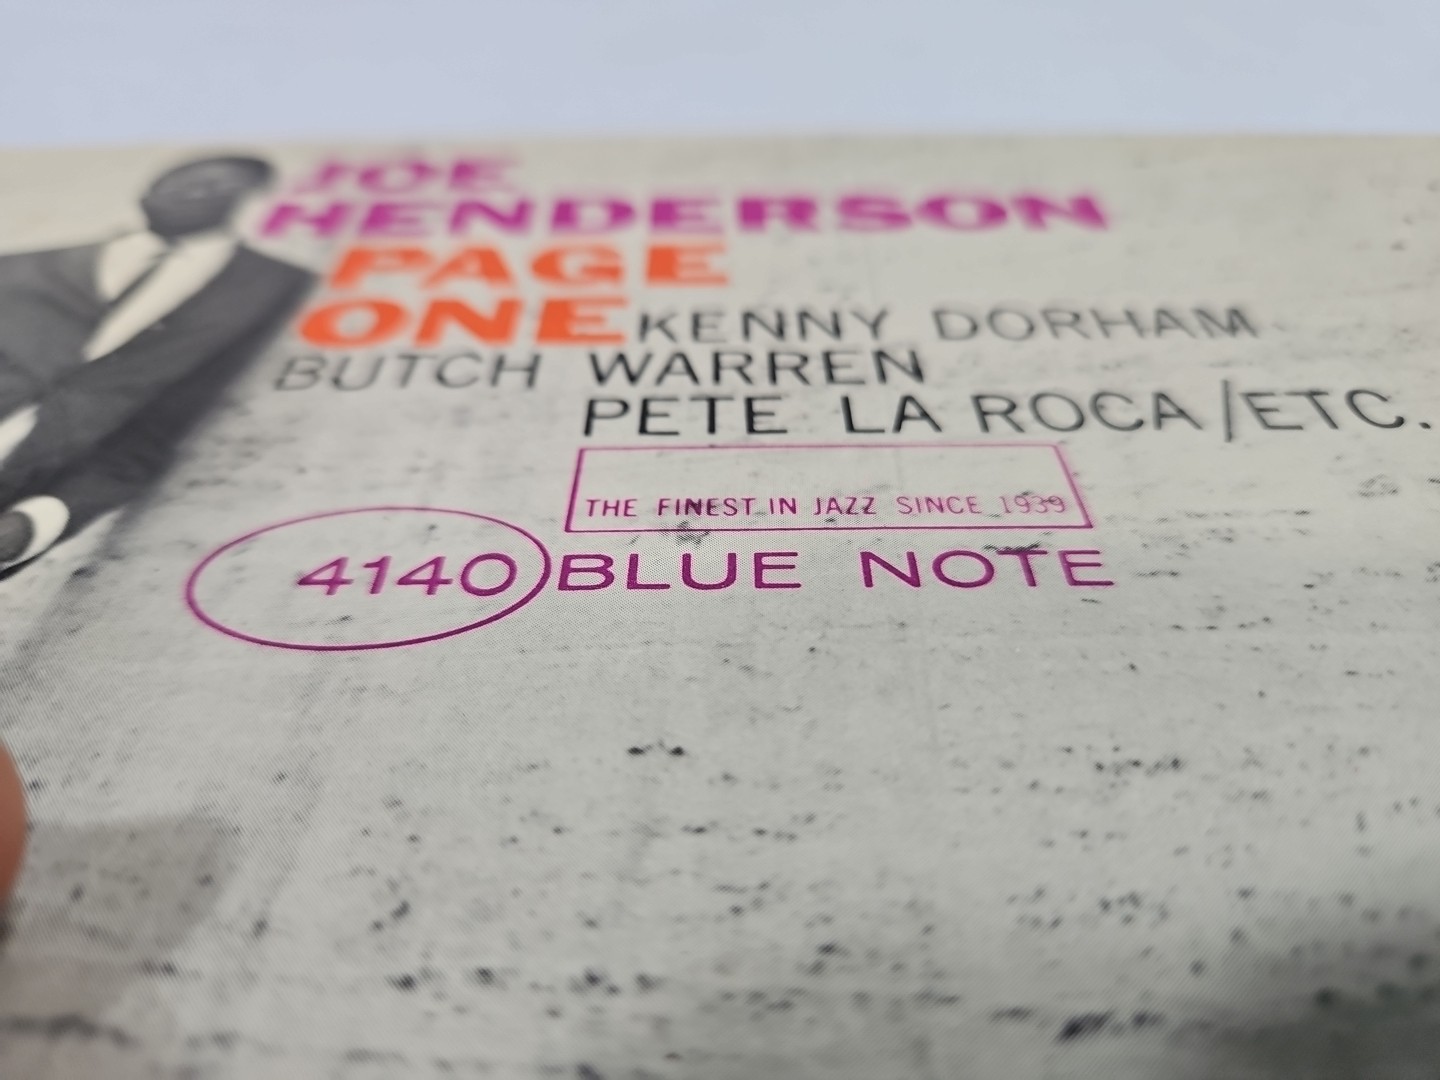 JOE
HENDERSON
PAGE
ONE KENNY DORHAM
BUTCH WARREN
PETE LA ROCA/ETC.
THE FINEST IN JAZZ SINCE 1939
4140 BLUE NOTE